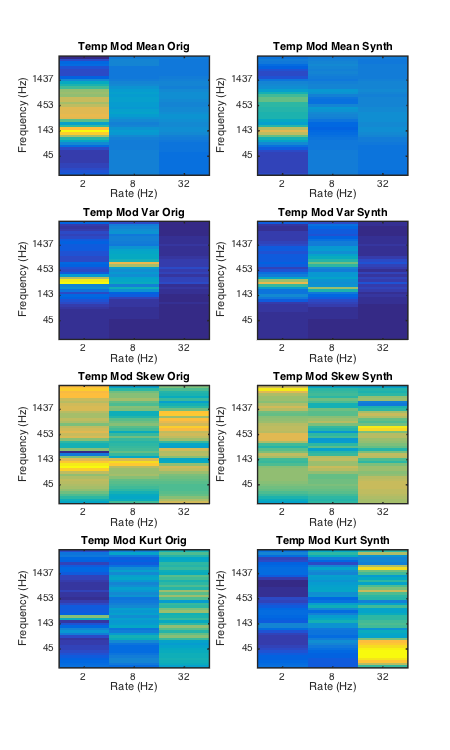 Temp Mod Mean Orig
Temp Mod Mean Synth
Frequency (Hz)
1437
453
143
45
2
8
32
Rate (Hz)
Frequency (Hz)
1437
453
143
45
2
8
32
Rate (Hz)
Temp Mod Var Orig
Temp Mod Var Synth
Frequency (Hz)
1437
453
143
45
2
8
32
Rate (Hz)
Frequency (Hz)
1437
453
143
45
2
8
32
Rate (Hz)
Temp Mod Skew Orig
Temp Mod Skew Synth
Frequency (Hz)
1437
453
143
45
2
8
32
Rate (Hz)
Frequency (Hz)
1437
453
143
45
2
8
32
Rate (Hz)
Temp Mod Kurt Orig
Temp Mod Kurt Synth
Frequency (Hz)
1437
453
143
45
2
8
32
Rate (Hz)
Frequency (Hz)
1437
453
143
45
2
8
32
Rate (Hz)